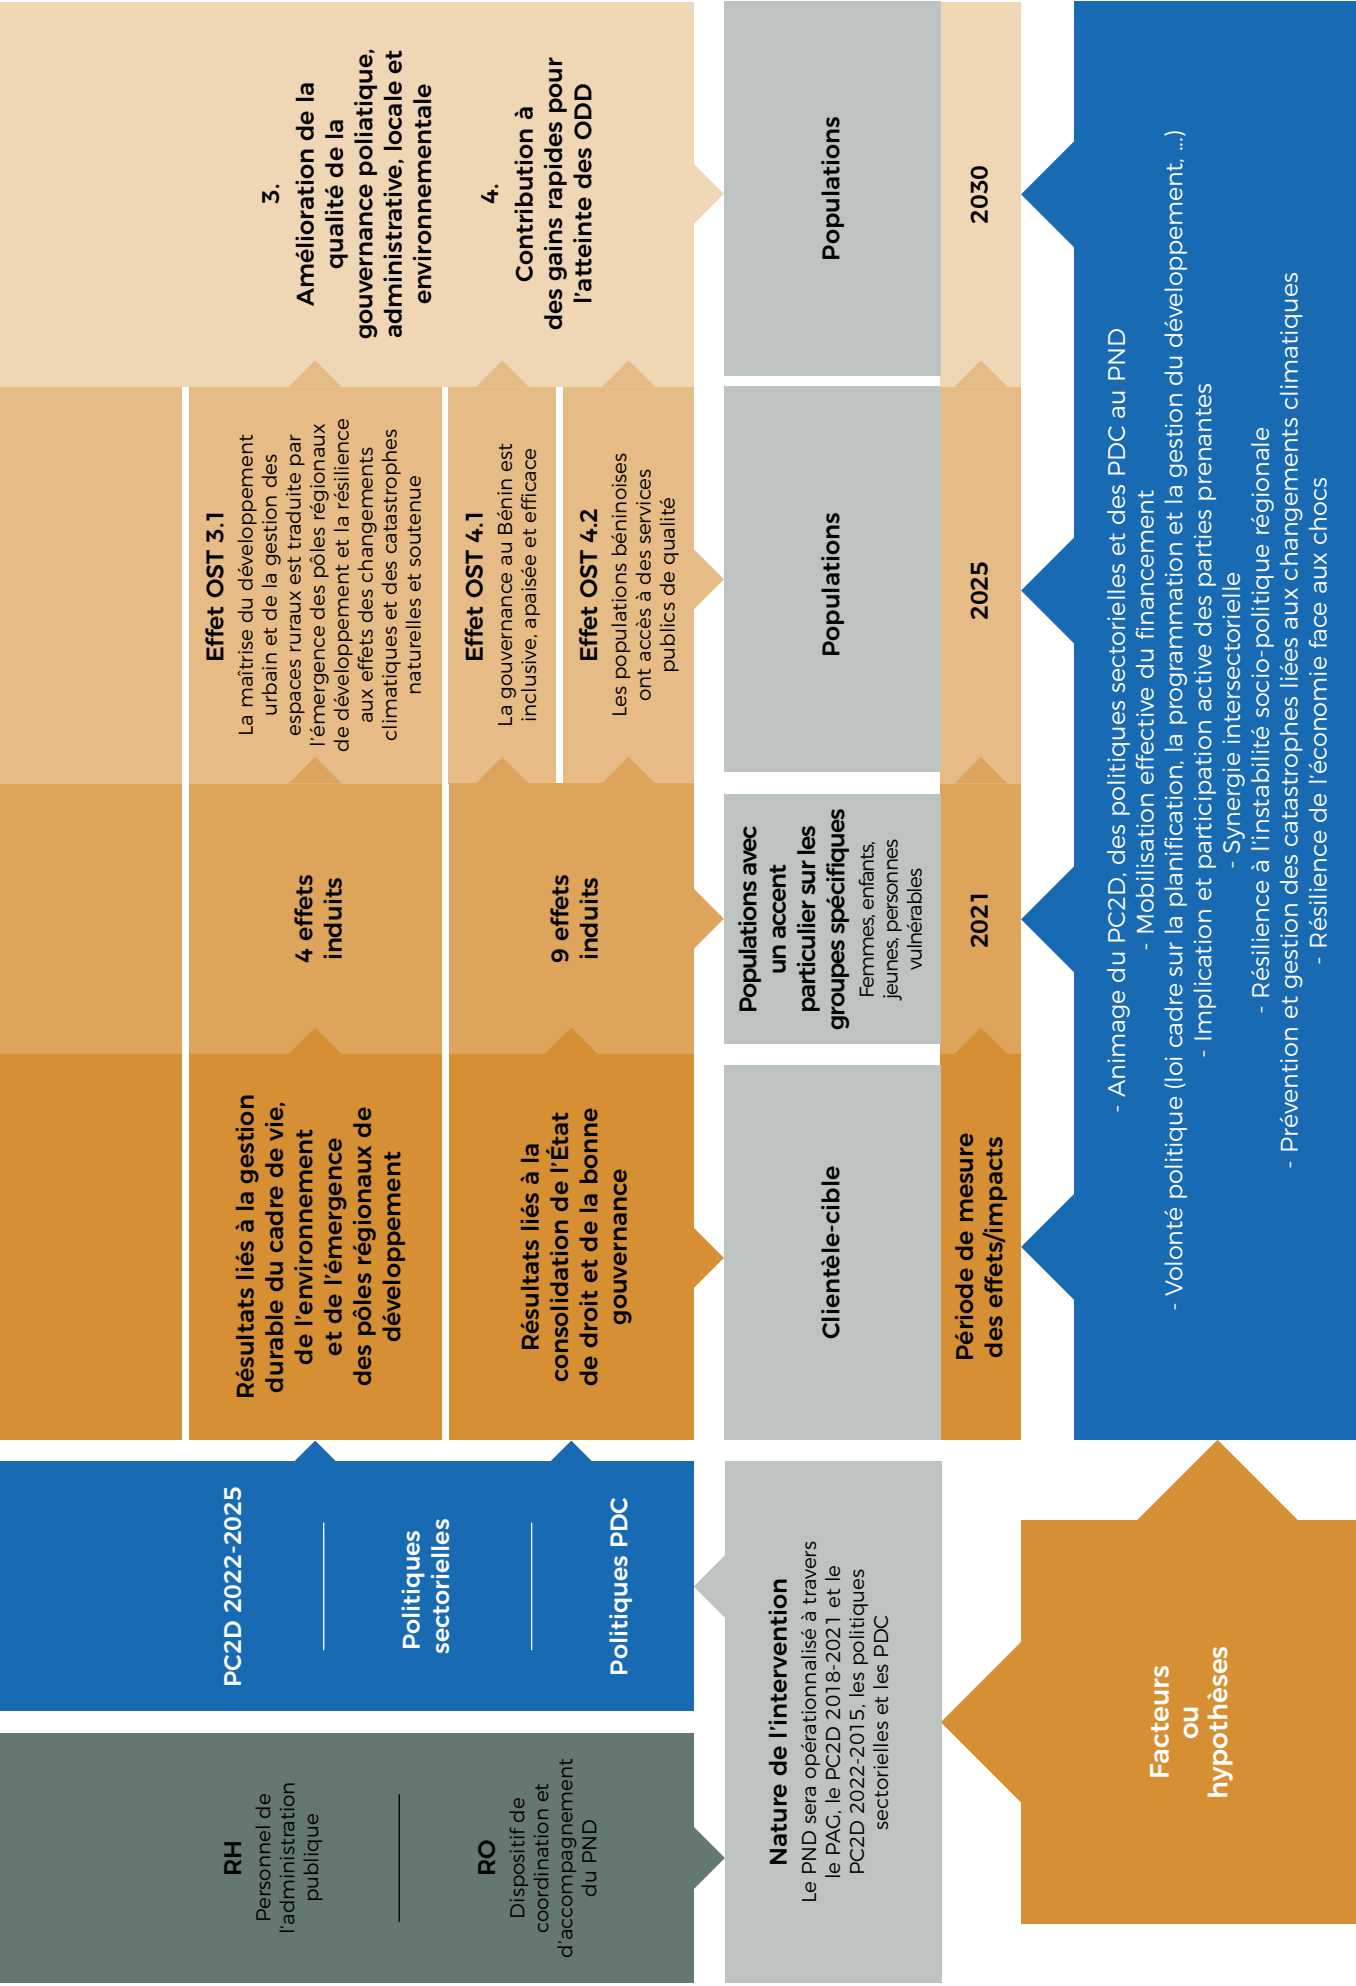 RH
Personnel de
l'administration
publique
RO
Dispositif de
coordination et
d'accompagnement
du PND
PC2D 2022-2025
Politiques
sectorielles
Politiques PDC
Résultats liés à la gestion
durable du cadre de vie,
de l'environnement
et de l'émergence
des pôles régionaux de
développement
4 effets
induits
Effet OST 3.1
La maîtrise du développement
urbain et de la gestion des
espaces ruraux est traduite par
l'émergence des pôles régionaux
de développement et la résilience
aux effets des changements
climatiques et des catastrophes
naturelles et soutenue
3.
Amélioration de la
qualité de la
gouvernance poliatique,
administrative, locale et
environnementale
Résultats liés à la
consolidation de l'État
de droit et de la bonne
gouvernance
9 effets
induits
Effet OST 4.1
La gouvernance au Bénin est
inclusive, apaisée et efficace
Effet OST 4.2
Les populations béninoises
ont accès à des services
publics de qualité
4.
Contribution à
des gains rapides pour
l'atteinte des ODD
Nature de l'intervention
Le PND sera opérationnalisé à travers
le PAG, le PC2D 2018-2021 et le
PC2D 2022-2015, les politiques
sectorielles et les PDC
Clientèle-cible
Populations avec
un accent
particulier sur les
groupes spécifiques
Femmes, enfants,
jeunes, personnes
vulnérables
Populations
Populations
Période de mesure
des effets/impacts
2021
2025
2030
Facteurs
ou
hypothèses
- Animage du PC2D, des politiques sectorielles et des PDC au PND
- Mobilisation effective du financement
- Volonté politique (loi cadre sur la planification, la programmation et la gestion du développement, ...)
- Implication et participation active des parties prenantes
- Synergie intersectorielle
- Résilience à l'instabilité socio-politique régionale
- Prévention et gestion des catastrophes liées aux changements climatiques
- Résilience de l'économie face aux chocs